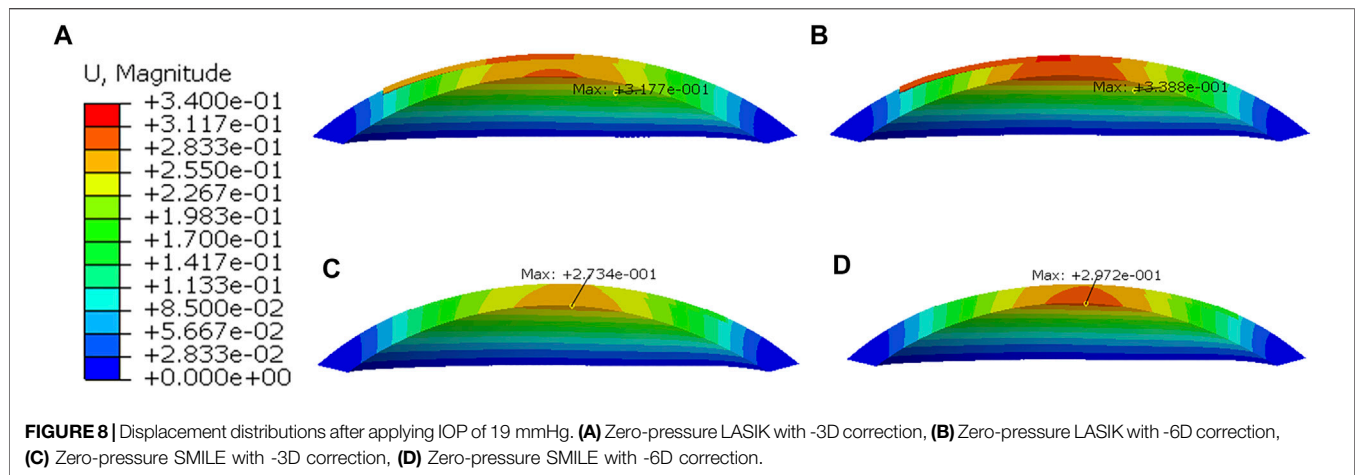 A
B
U, Magnitude
+3.400e-01
+3.117e-01
+2.833e-01
+2.550e-01
+2.267e-01
+1.983e-01
+1.700e-01
+1.417e-01
+1.133e-01
+8.500e-02
+5.667e-02
+2.833e-02
+0.000e+00
Max: +3.177e-001
Max: +3.388e-001
C
Max: +2.734e-001
D
Max: +2.972e-001
FIGURE 8 | Displacement distributions after applying IOP of 19 mmHg. (A) Zero-pressure LASIK with -3D correction, (B) Zero-pressure LASIK with -6D correction,
(C) Zero-pressure SMILE with -3D correction, (D) Zero-pressure SMILE with -6D correction.